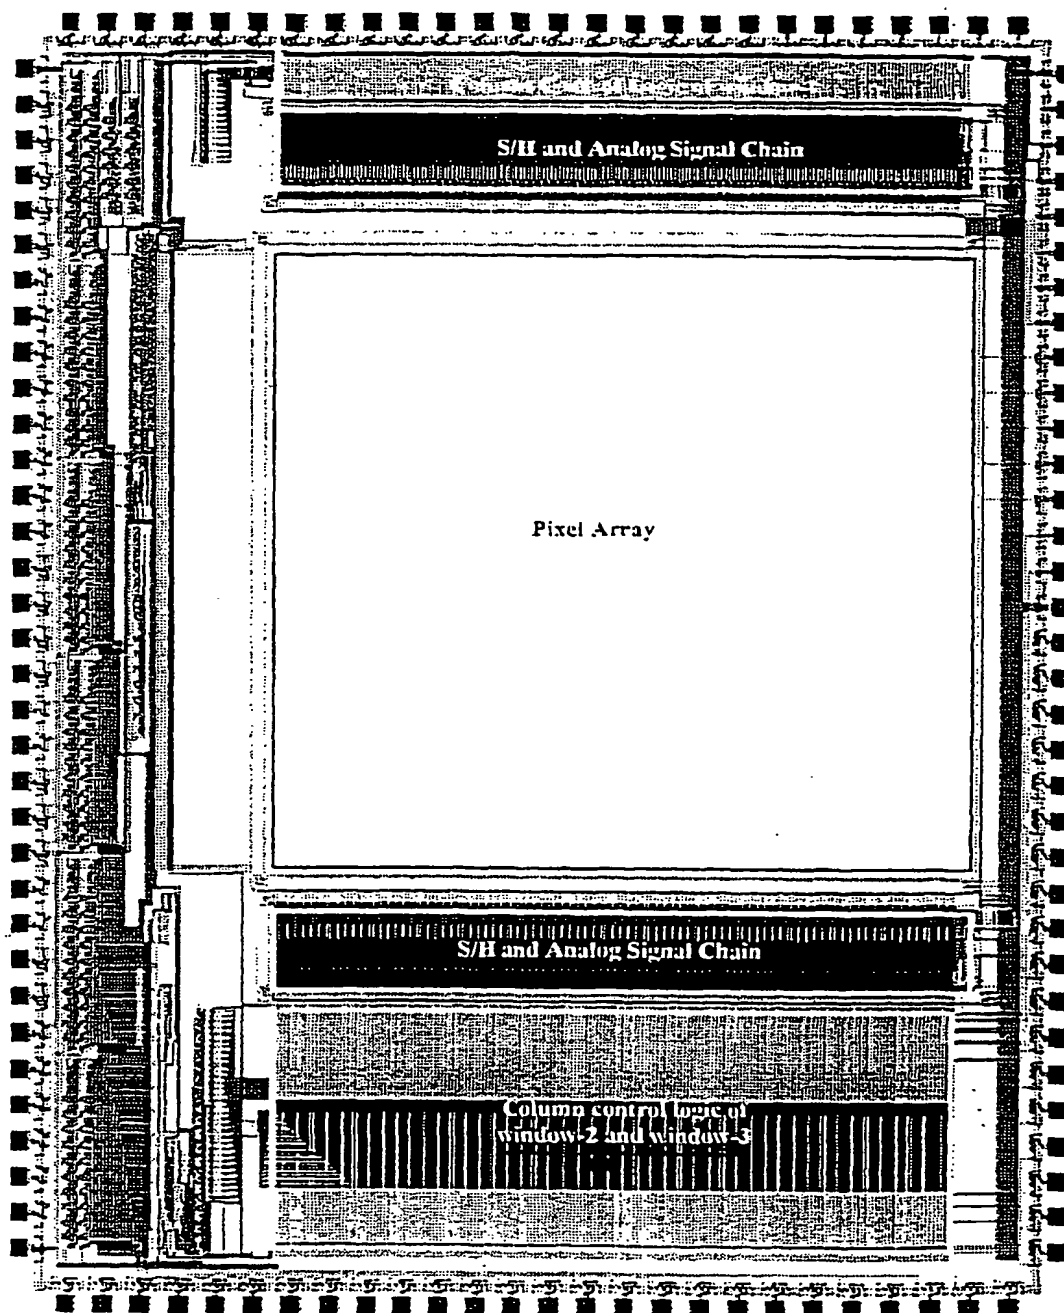 S/H and Analog Signal Chain
Pixel Array
S/H and Analog Signal Chain
Column control logic of
window-2 and window-3